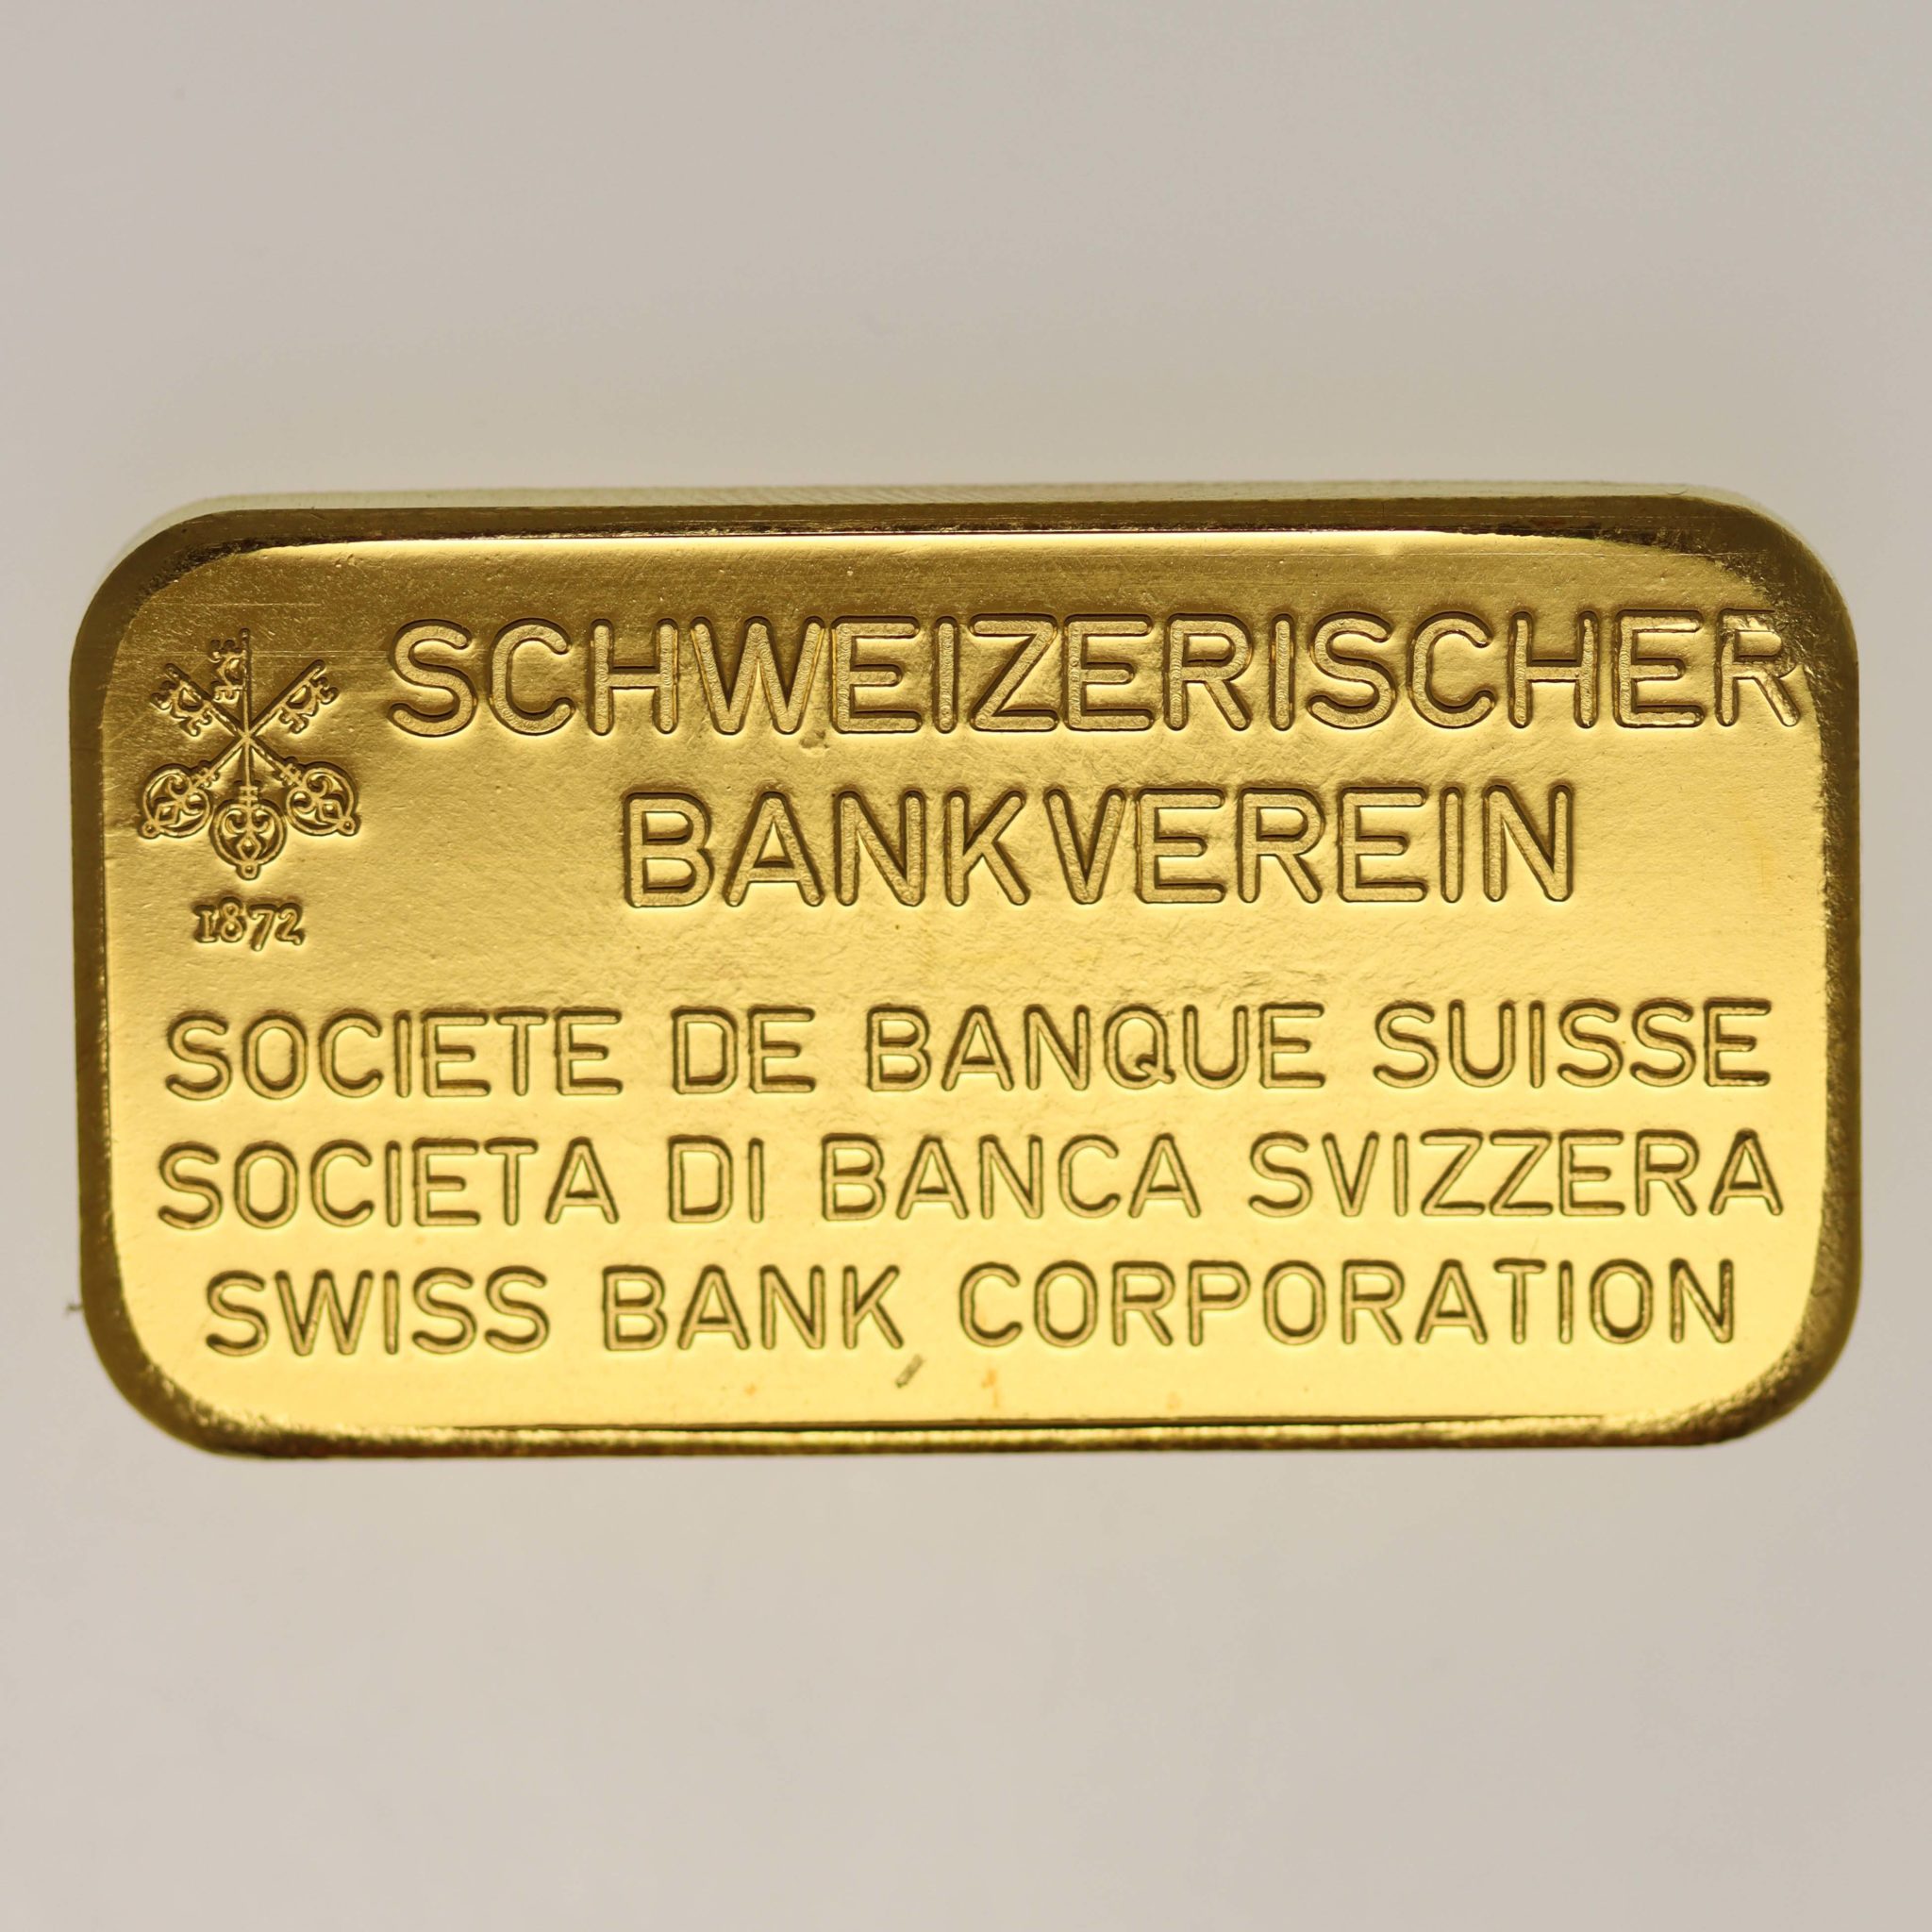 SCHWEIZERISCHER
BANKVEREIN
1872
SOCIETE DE BANQUE SUISSE
SOCIETA DI BANCA SVIZZERA
SWISS BANK CORPORATION